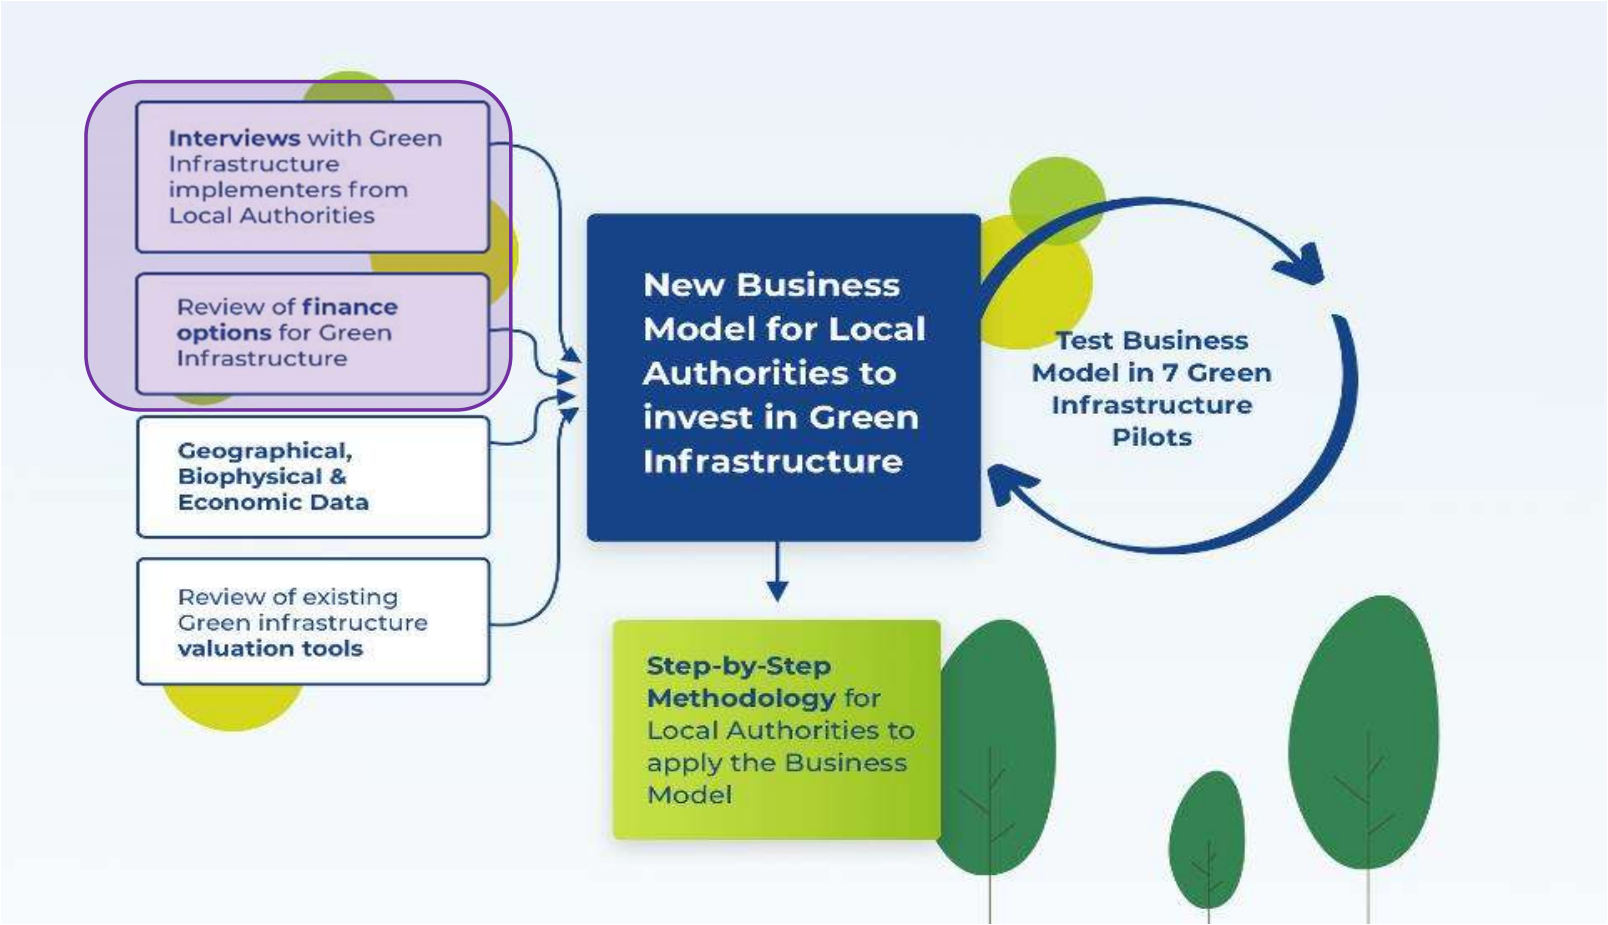 Interviews with Green
Infrastructure
implementers from
Local Authorities
Review of finance
options for Green
Infrastructure
Geographical,
Biophysical &
Economic Data
Review of existing
Green infrastructure
valuation tools
New Business
Model for Local
Authorities to
invest in Green
Infrastructure
Test Business
Model in 7 Green
Infrastructure
Pilots
Step-by-Step
Methodology for
Local Authorities to
apply the Business
Model